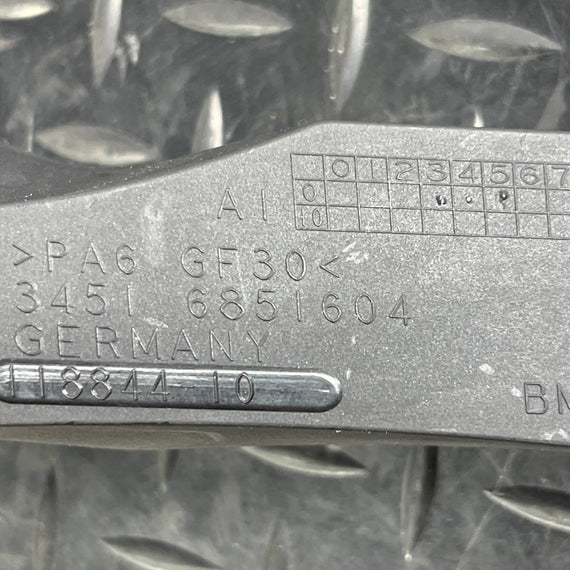 0 1 2 3 4 5 6 7
0
10
A1
>PA6 GF30<
3451 6851604
GERMANY
118844-10
BM